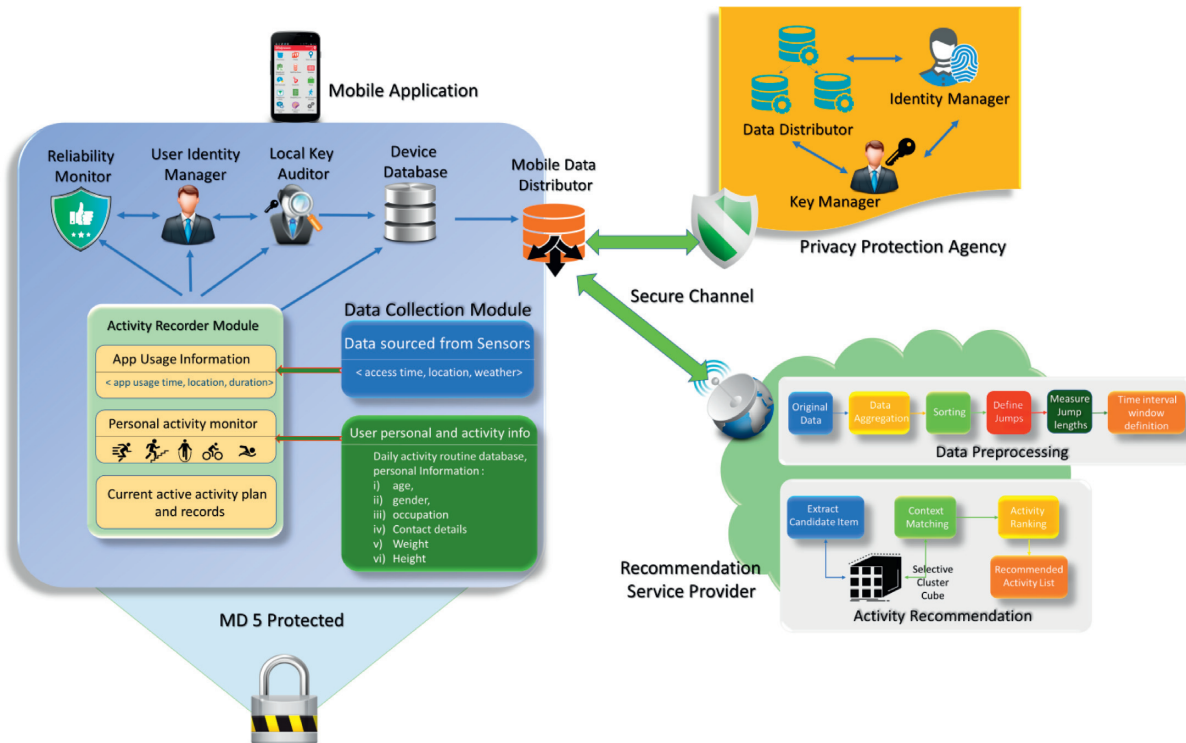 Mobile Application
Reliability
Monitor
User Identity
Manager
Local Key
Auditor
Device
Database
Mobile Data
Distributor
Data Distributor
Identity Manager
Key Manager
Privacy Protection Agency
Secure Channel
Activity Recorder Module
App Usage Information
< app usage time, location, duration>
Personal activity monitor
Current active activity plan
and records
Data Collection Module
Data sourced from Sensors
< access time, location, weather>
User personal and activity info
Daily activity routine database,
personal Information :
i) age,
ii) gender,
iii) occupation
iv) Contact details
v) Weight
vi) Height
MD 5 Protected
Original
Data
Data
Aggregation
Sorting
Define
Jumps
Measure
Jump
lengths
Time interval
window
definition
Data Preprocessing
Extract
Candidate Item
Context
Matching
Activity
Ranking
Selective
Cluster
Cube
Recommended
Activity List
Activity Recommendation
Recommendation
Service Provider